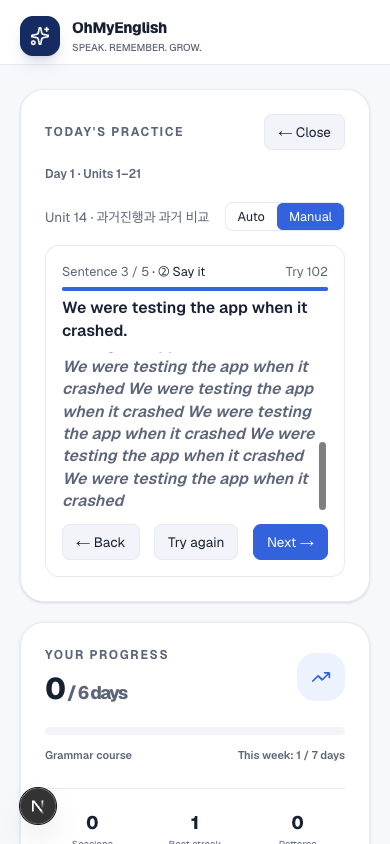 OhMyEnglish
SPEAK. REMEMBER. GROW.
TODAY'S PRACTICE
← Close
Day 1 · Units 1–21
Unit 14 · 과거진행과 과거 비교
Auto
Manual
Sentence 3 / 5 · ② Say it
Try 102
We were testing the app when it
crashed.
We were testing the app when it
crashed We were testing the app
when it crashed We were testing
the app when it crashed We were
testing the app when it crashed
We were testing the app when it
crashed
← Back
Try again
Next →
YOUR PROGRESS
0 / 6 days
Grammar course
This week: 1 / 7 days
N
0
1
0